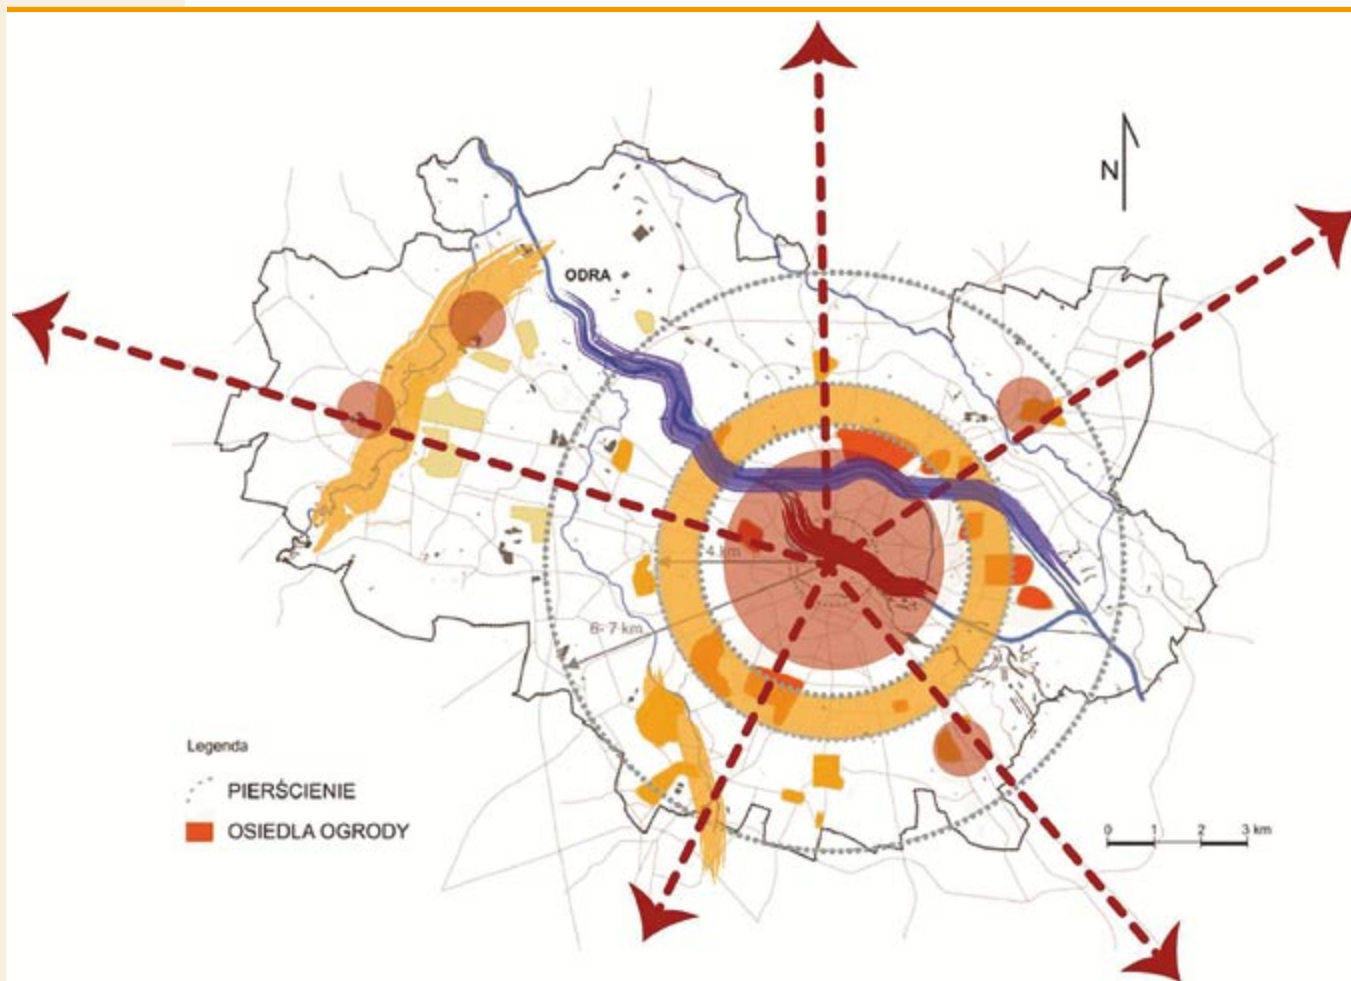 N
ODRA
4 km
6- 7 km
Legenda
PIERŚCIENIE
OSIEDLA OGRODY
0 1 2 3 km